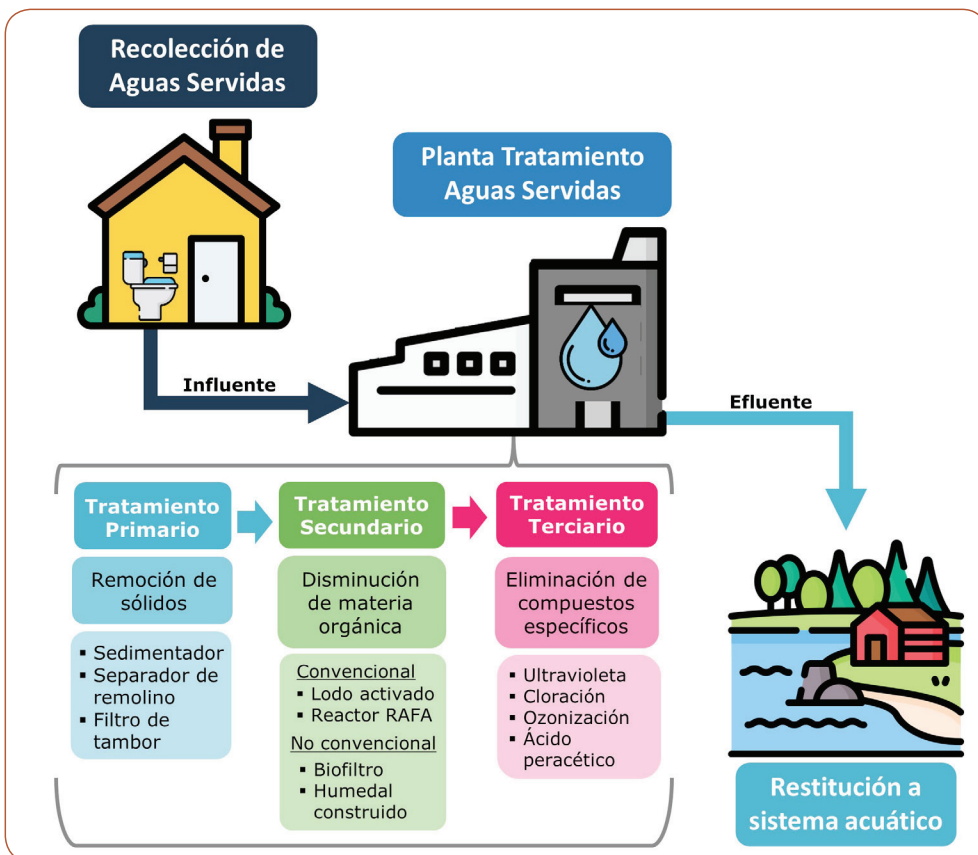 Recolección de
Aguas Servidas
Planta Tratamiento
Aguas Servidas
Influente
Efluente
Tratamiento
Primario
Remoción de
sólidos
▪ Sedimentador
▪ Separador de
remolino
▪ Filtro de
tambor
Tratamiento
Secundario
Disminución
de materia
orgánica
Convencional
▪ Lodo activado
▪ Reactor RAFA
No convencional
▪ Biofiltro
▪ Humedal
construido
Tratamiento
Terciario
Eliminación de
compuestos
específicos
▪ Ultravioleta
▪ Cloración
▪ Ozonización
▪ Ácido
peracético
Restitución a
sistema acuático